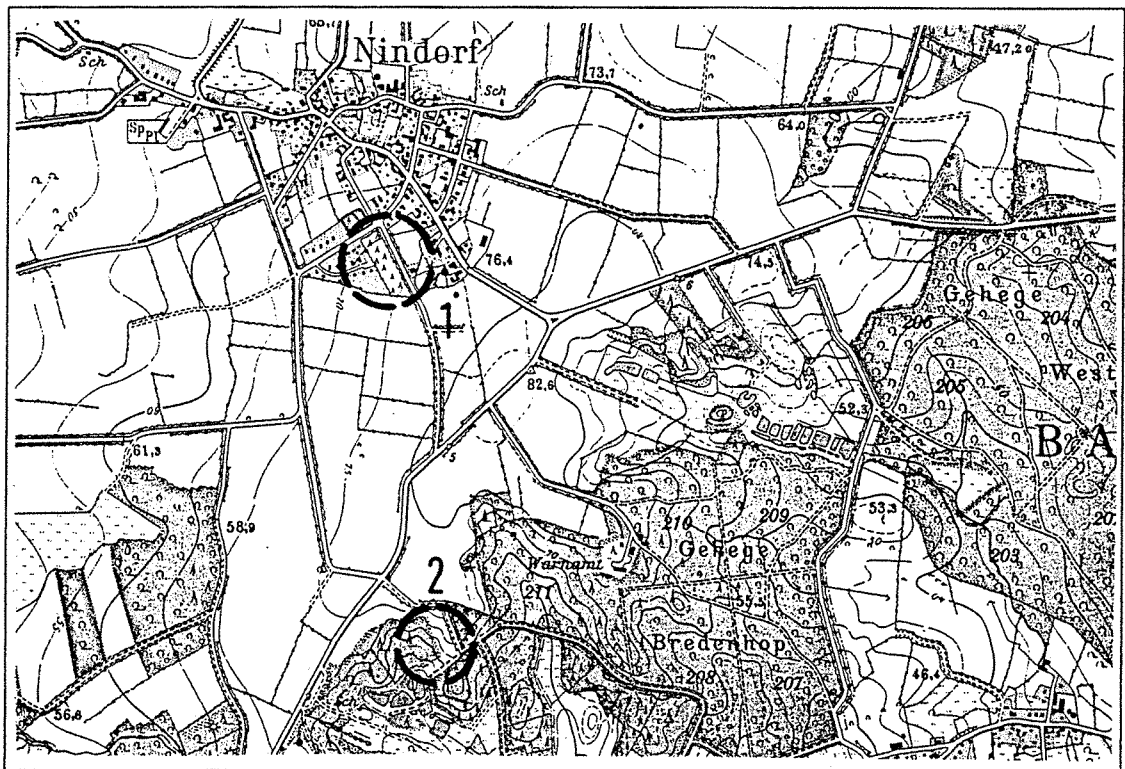 Nindorf
47,2
Sch
Sch
73,7
Sp Pl
64,0
76,4
74,5
Gehege
206
204
West
1
205
82,6
52,3
B A
61,3
58,9
210
209
53,3
Gehege
203
Warnamt
2
211
Bredenhop
46,4
208
207
56,6